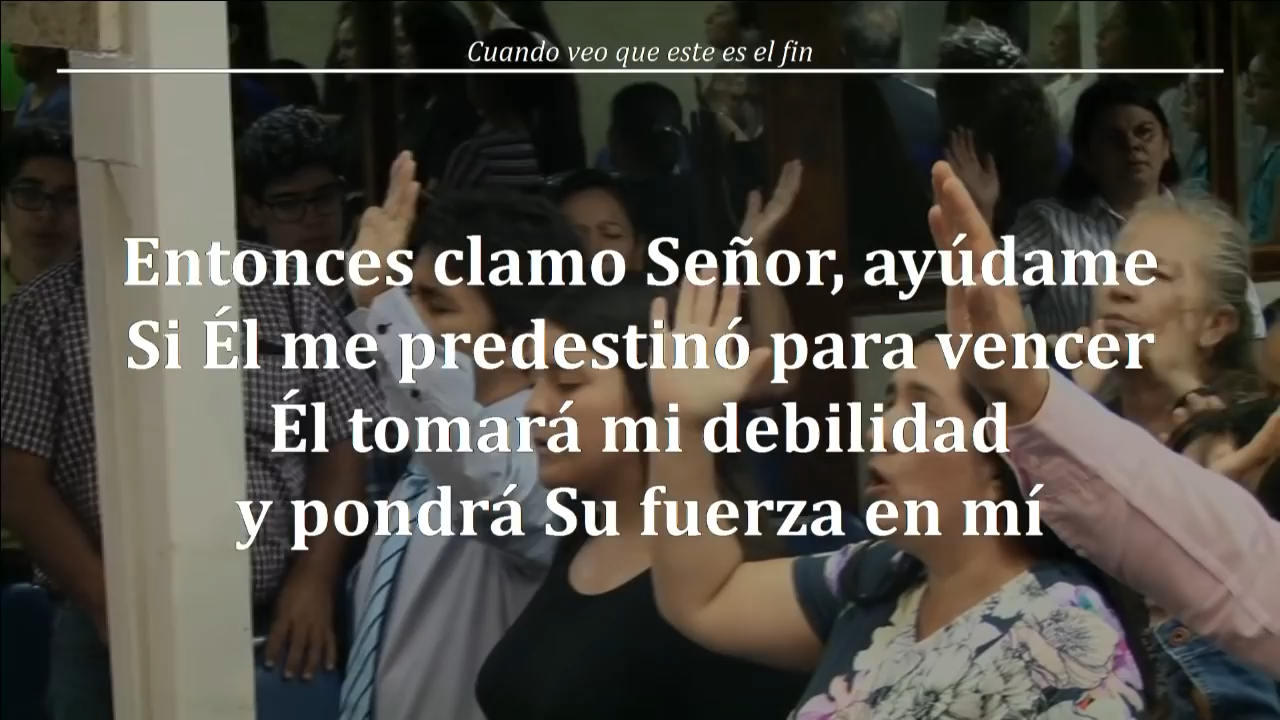 Cuando veo que este es el fin
Entonces clamo Señor, ayúdame
Si Él me predestinó para vencer
Él tomará mi debilidad
y pondrá Su fuerza en mí